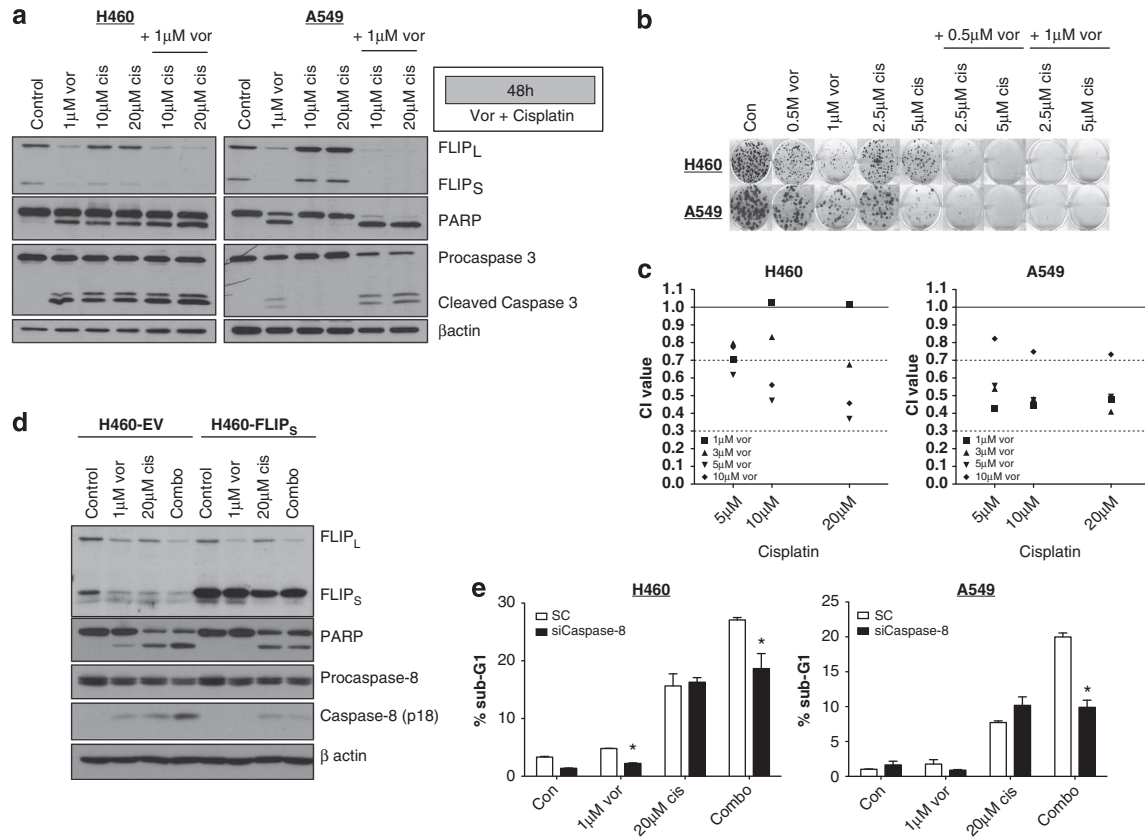 a
H460
A549
+ 1µM vor
+ 1µM vor
Control
1µM vor
10µM cis
20µM cis
10µM cis
20µM cis
Control
1µM vor
10µM cis
20µM cis
10µM cis
20µM cis
48h
Vor + Cisplatin
FLIPL
FLIPS
PARP
Procaspase 3
Cleaved Caspase 3
βactin
b
+ 0.5µM vor
+ 1µM vor
Con
0.5M vor
1µM vor
2.5µM cis
5µM cis
2.5µM cis
5µM cis
2.5µM cis
5µM cis
H460
A549
c
H460
CI value
1.1
1.0
0.9
0.8
0.7
0.6
0.5
0.4
0.3
0.2
0.1
0.0
1µM vor
3µM vor
5µM vor
10µM vor
5µM
10µM
20µM
Cisplatin
A549
CI value
1.1
1.0
0.9
0.8
0.7
0.6
0.5
0.4
0.3
0.2
0.1
0.0
1µM vor
3µM vor
5µM vor
10µM vor
5µM
10µM
20µM
Cisplatin
d
H460-EV
H460-FLIPS
Control
1µM vor
20µM cis
Combo
Control
1µM vor
20µM cis
Combo
FLIPL
FLIPS
PARP
Procaspase-8
Caspase-8 (p18)
β actin
e
H460
% sub-G1
30
20
10
0
SC
siCaspase-8
*
*
Con
1µM vor
20µM cis
Combo
A549
% sub-G1
25
20
15
10
5
0
SC
siCaspase-8
*
Con
1µM vor
20µM cis
Combo